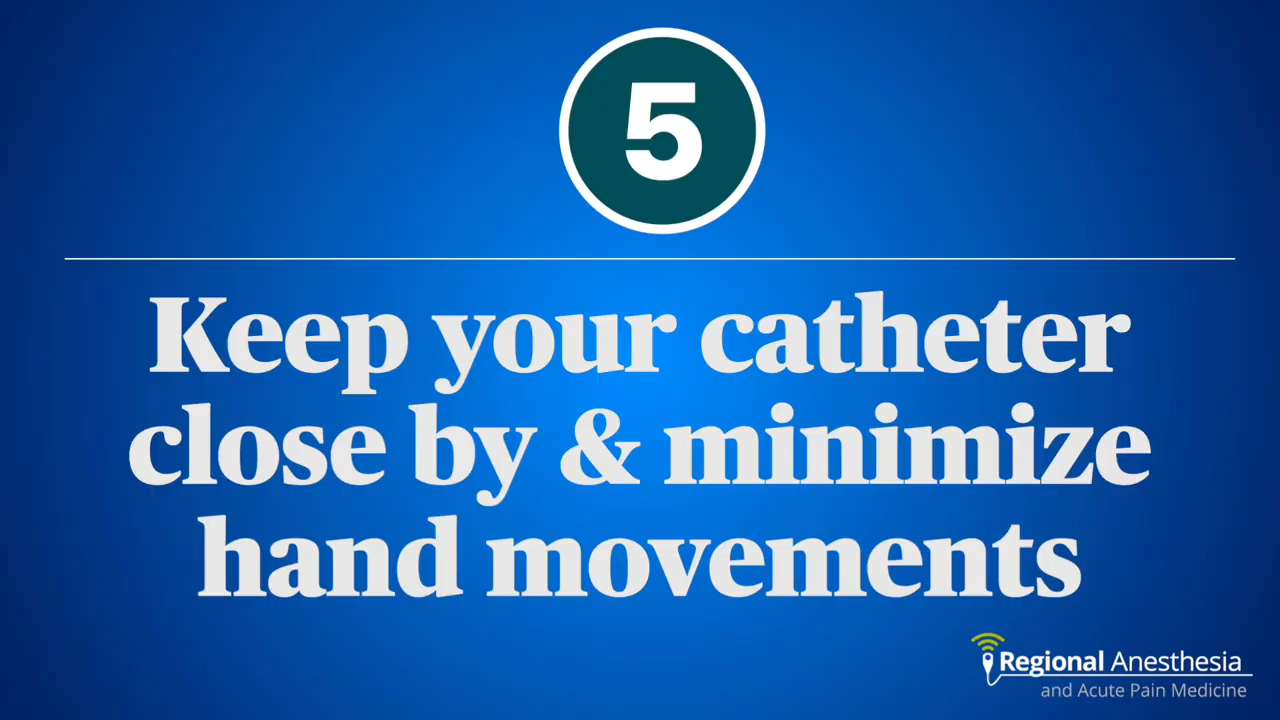 5
Keep your catheter
close by & minimize
hand movements
Regional Anesthesia
and Acute Pain Medicine